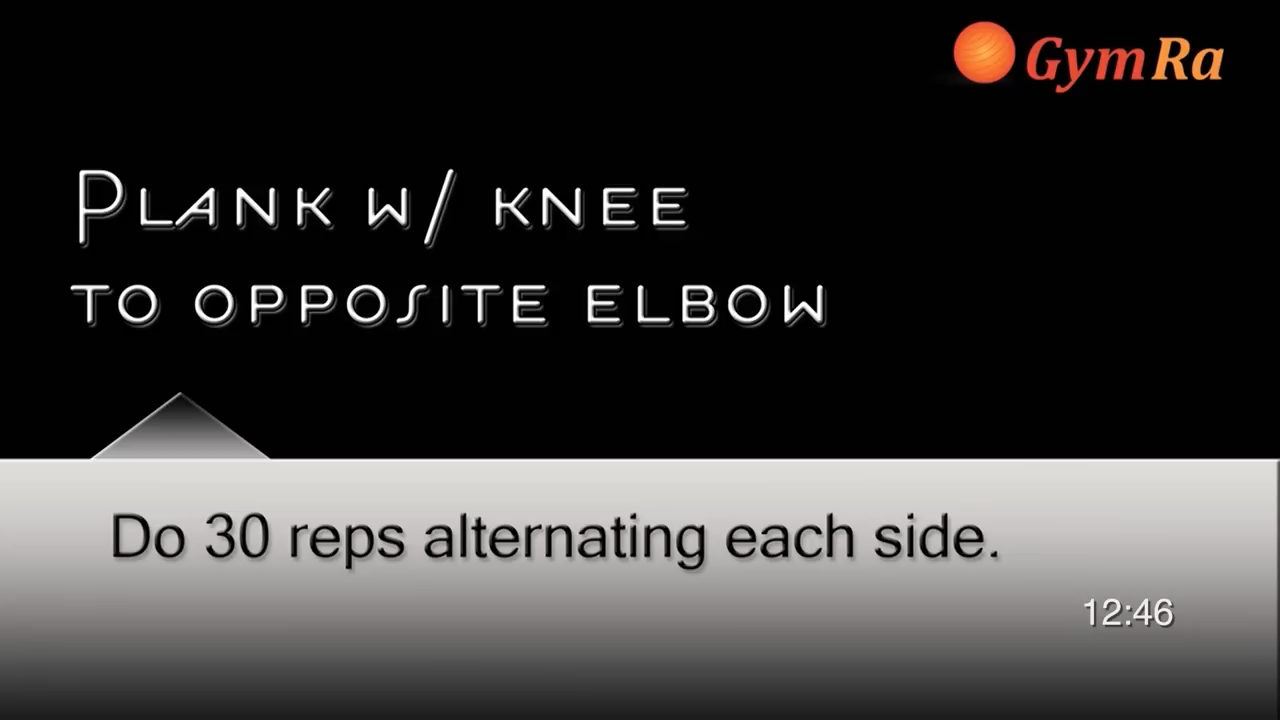 GymRa
Plank w/ knee
to opposite elbow
Do 30 reps alternating each side.
12:46